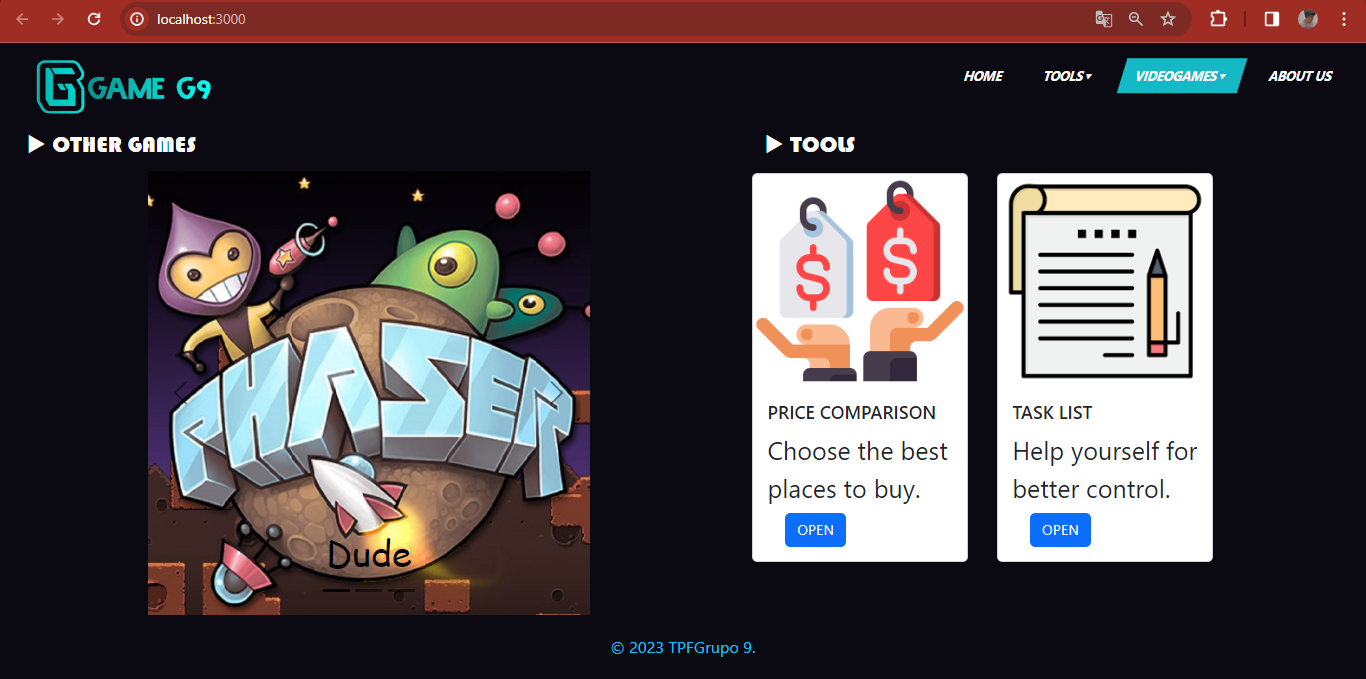 localhost:3000
G GAME G9
HOME
TOOLS ▾
VIDEOGAMES ▾
ABOUT US
▶ OTHER GAMES
▶ TOOLS
PHASER
Dude
$ $
PRICE COMPARISON
Choose the best
places to buy.
OPEN
TASK LIST
Help yourself for
better control.
OPEN
© 2023 TPFGrupo 9.